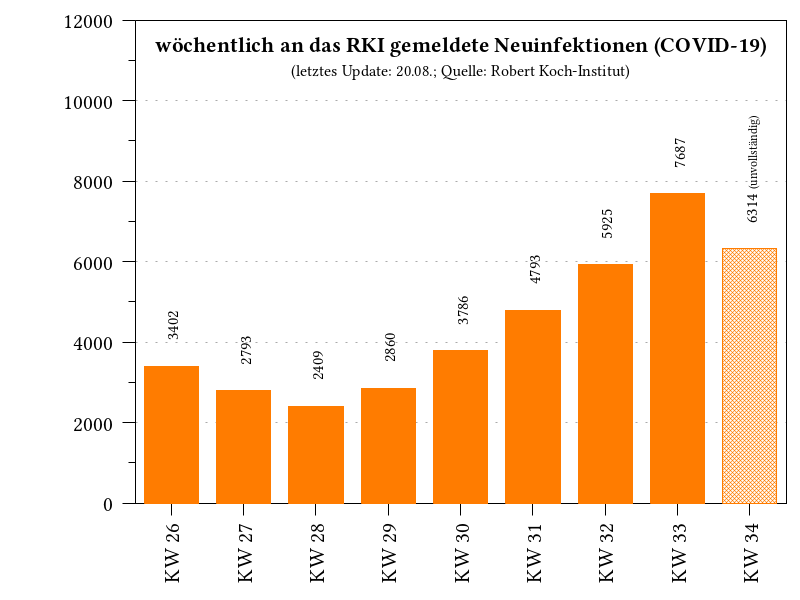 wöchentlich an das RKI gemeldete Neuinfektionen (COVID-19)
(letztes Update: 20.08.; Quelle: Robert Koch-Institut)
12000
10000
8000
6000
4000
2000
0
3402
2793
2409
2860
3786
4793
5925
7687
6314 (unvollständig)
KW 26
KW 27
KW 28
KW 29
KW 30
KW 31
KW 32
KW 33
KW 34